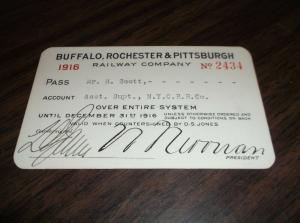 BUFFALO, ROCHESTER & PITTSBURGH
1916 RAILWAY COMPANY No 2434
PASS Mr. H. Scott,- - - - - - - -
ACCOUNT Asst. Supt., N.Y.C.R.R.Co.
OVER ENTIRE SYSTEM
UNTIL DECEMBER 31ST 1916 UNLESS OTHERWISE ORDERED AND
SUBJECT TO CONDITIONS ON BACK
VALID WHEN COUNTERSIGNED BY D·S·JONES
W T Noonan
PRESIDENT